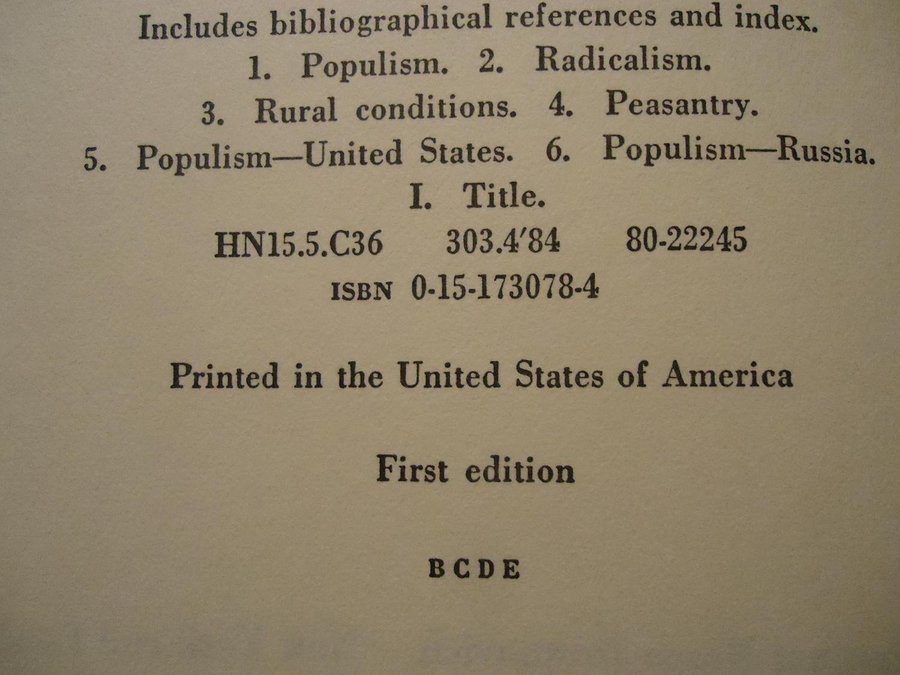 Includes bibliographical references and index.
1. Populism. 2. Radicalism.
3. Rural conditions. 4. Peasantry.
5. Populism—United States. 6. Populism—Russia.
I. Title.
HN15.5.C36 303.4'84 80-22245
ISBN 0-15-173078-4
Printed in the United States of America
First edition
B C D E